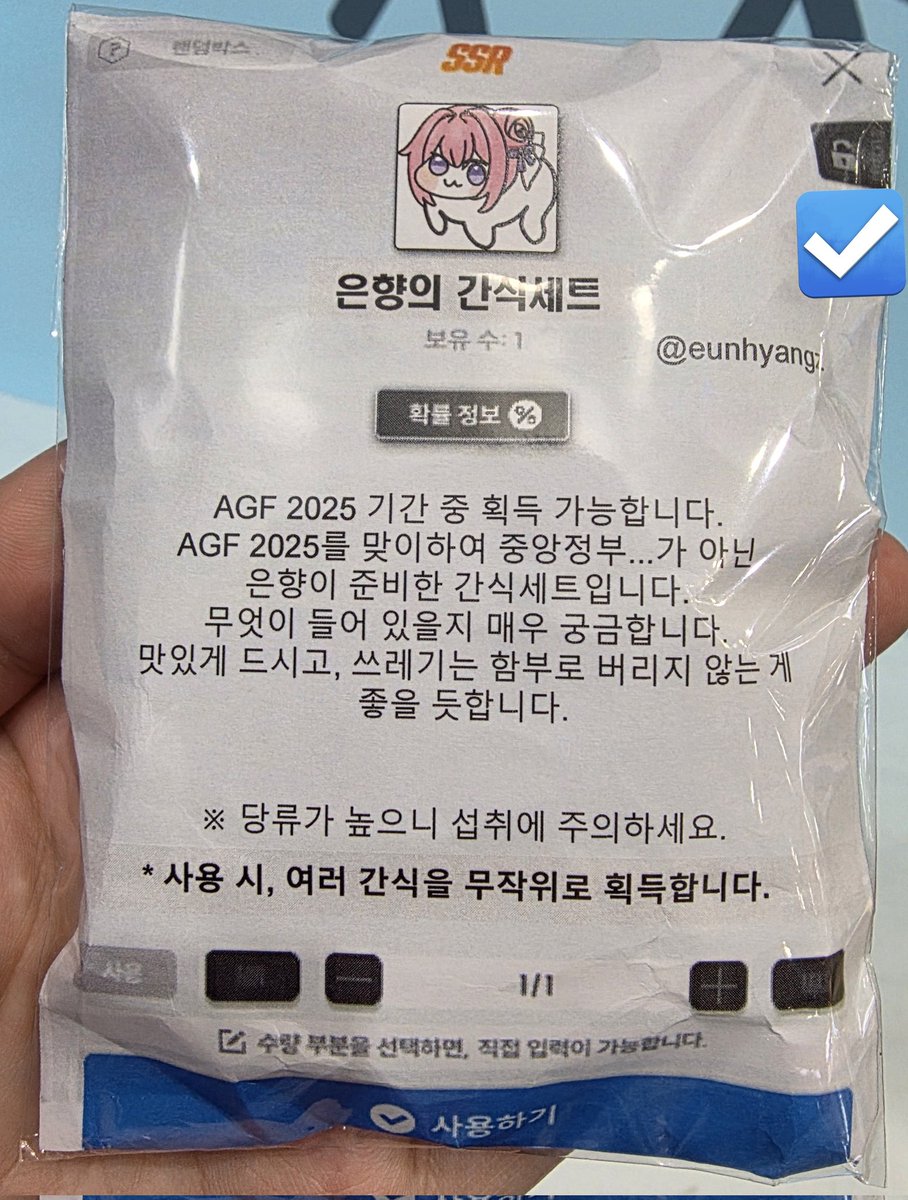 랜덤박스
SSR
은향의 간식세트
보유 수: 1
@eunhyangz
확률 정보 %
AGF 2025 기간 중 획득 가능합니다.
AGF 2025를 맞이하여 중앙정부...가 아닌
은향이 준비한 간식세트입니다.
무엇이 들어 있을지 매우 궁금합니다.
맛있게 드시고, 쓰레기는 함부로 버리지 않는 게
좋을 듯합니다.
※ 당류가 높으니 섭취에 주의하세요.
* 사용 시, 여러 간식을 무작위로 획득합니다.
사용
1/1
수량 부분을 선택하면, 직접 입력이 가능합니다.
사용하기